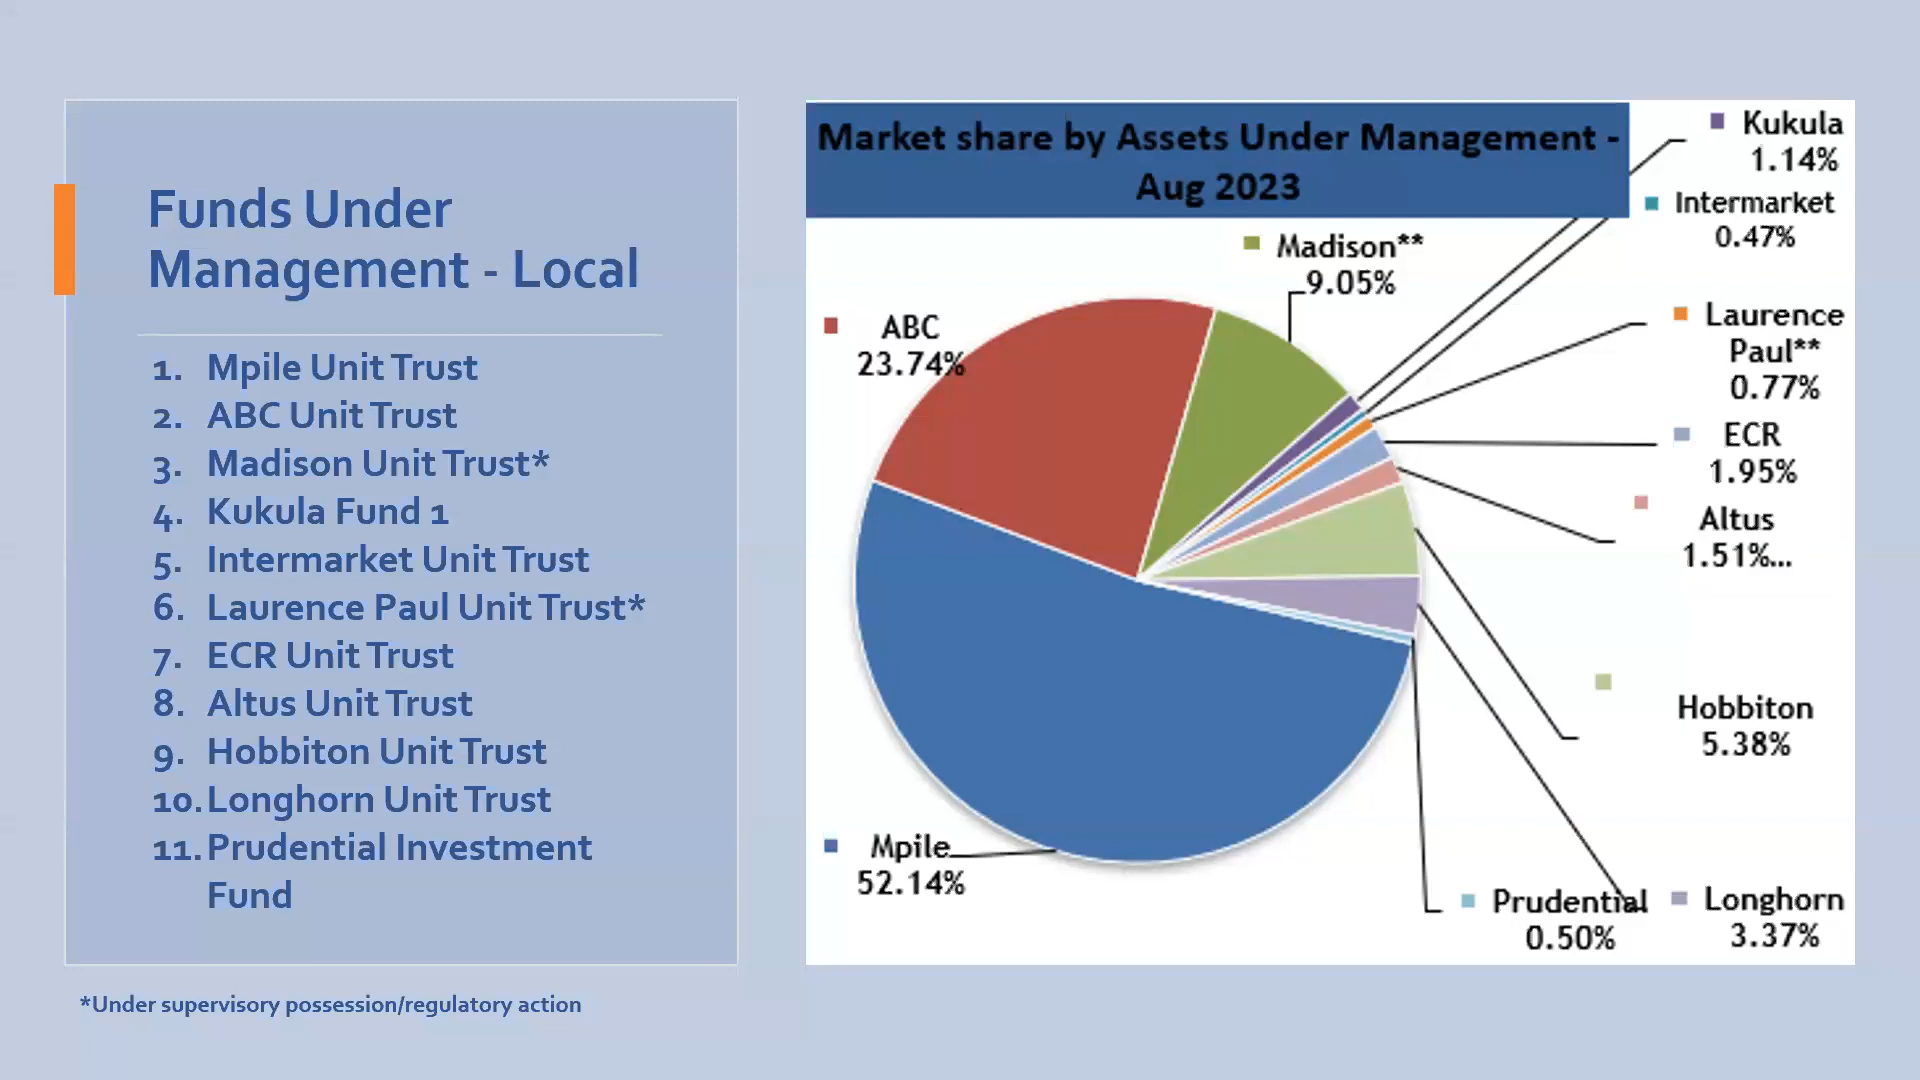 Funds Under
Management - Local
1. Mpile Unit Trust
2. ABC Unit Trust
3. Madison Unit Trust*
4. Kukula Fund 1
5. Intermarket Unit Trust
6. Laurence Paul Unit Trust*
7. ECR Unit Trust
8. Altus Unit Trust
9. Hobbiton Unit Trust
10. Longhorn Unit Trust
11. Prudential Investment
Fund
*Under supervisory possession/regulatory action
Market share by Assets Under Management -
Aug 2023
Kukula
1.14%
Intermarket
0.47%
Madison**
9.05%
Laurence
Paul**
0.77%
ABC
23.74%
ECR
1.95%
Altus
1.51%...
Hobbiton
5.38%
Mpile
52.14%
Prudential
0.50%
Longhorn
3.37%